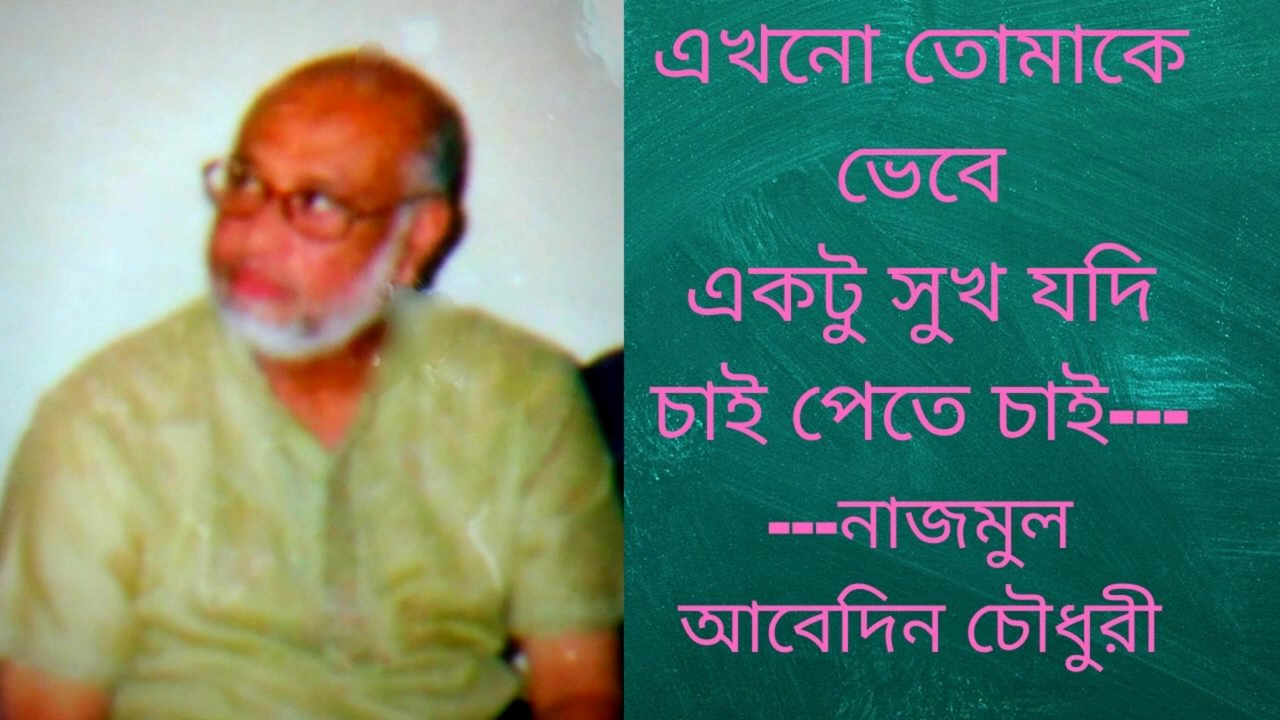 এখনো তোমাকে
ভেবে
একটু সুখ যদি
চাই পেতে চাই---
---নাজমুল
আবেদিন চৌধুরী